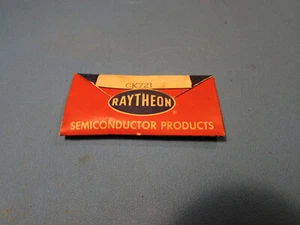 CK721
RAYTHEON
®
SEMICONDUCTOR PRODUCTS